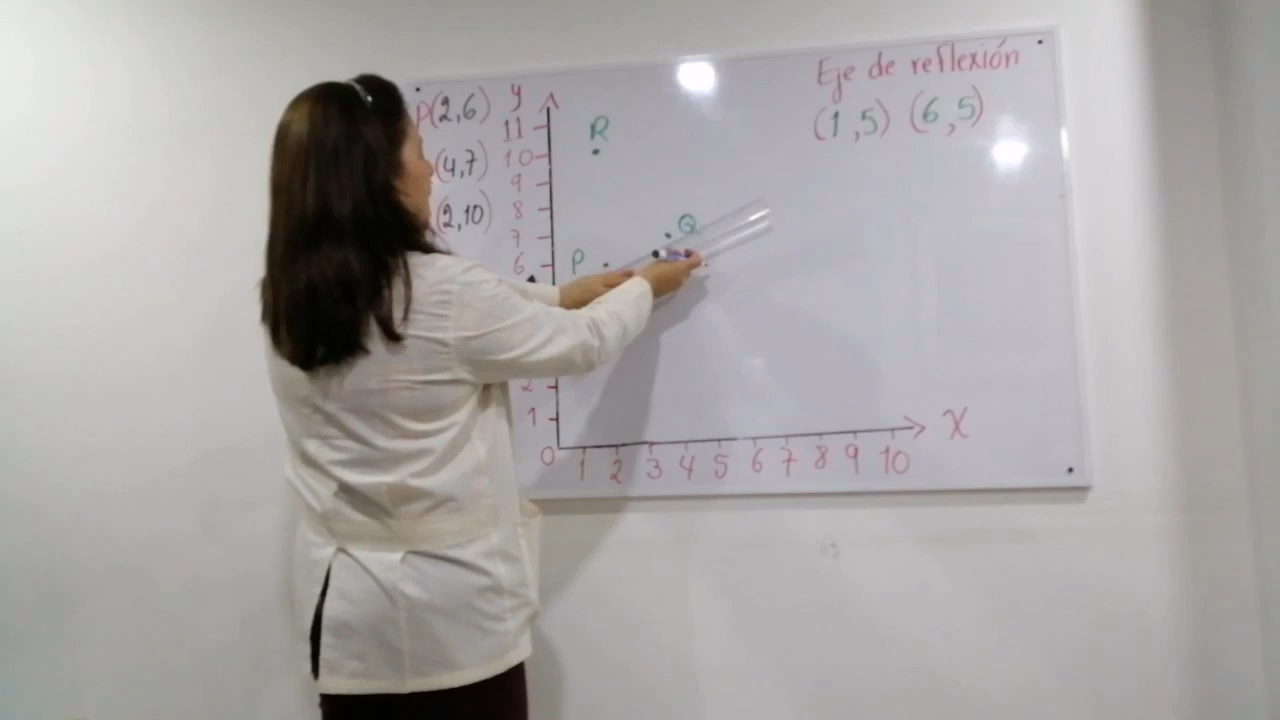 Eje de reflexión
(1,5) (6,5)
P(2,6)
(4,7)
(2,10)
y
11
10
9
8
7
6
2
1
0
1 2 3 4 5 6 7 8 9 10
X
R
Q
P